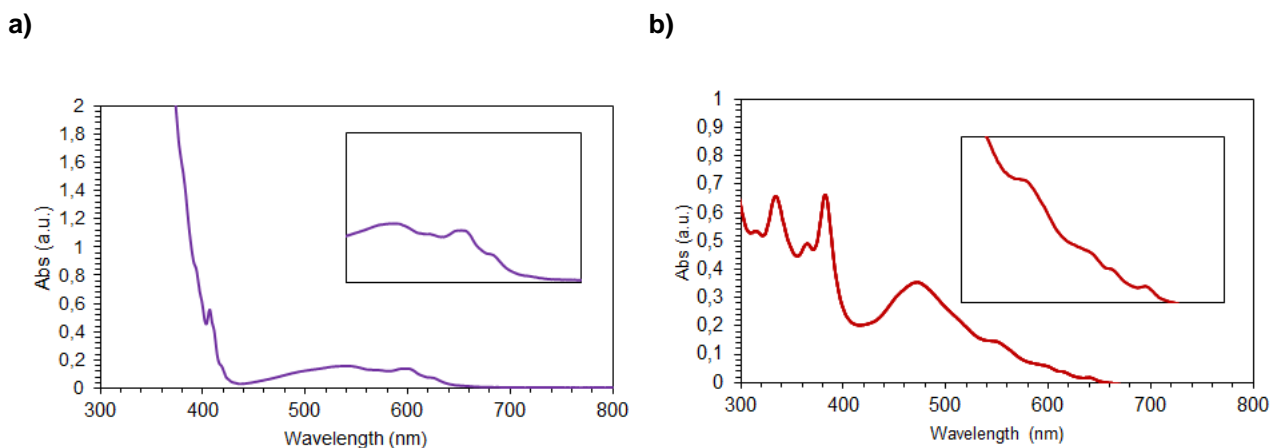 a)
b)
2
1,8
1,6
1,4
1,2
1
0,8
0,6
0,4
0,2
0
Abs (a.u.)
300 400 500 600 700 800
Wavelength (nm)
1
0,9
0,8
0,7
0,6
0,5
0,4
0,3
0,2
0,1
0
Abs (a.u.)
300 400 500 600 700 800
Wavelength (nm)